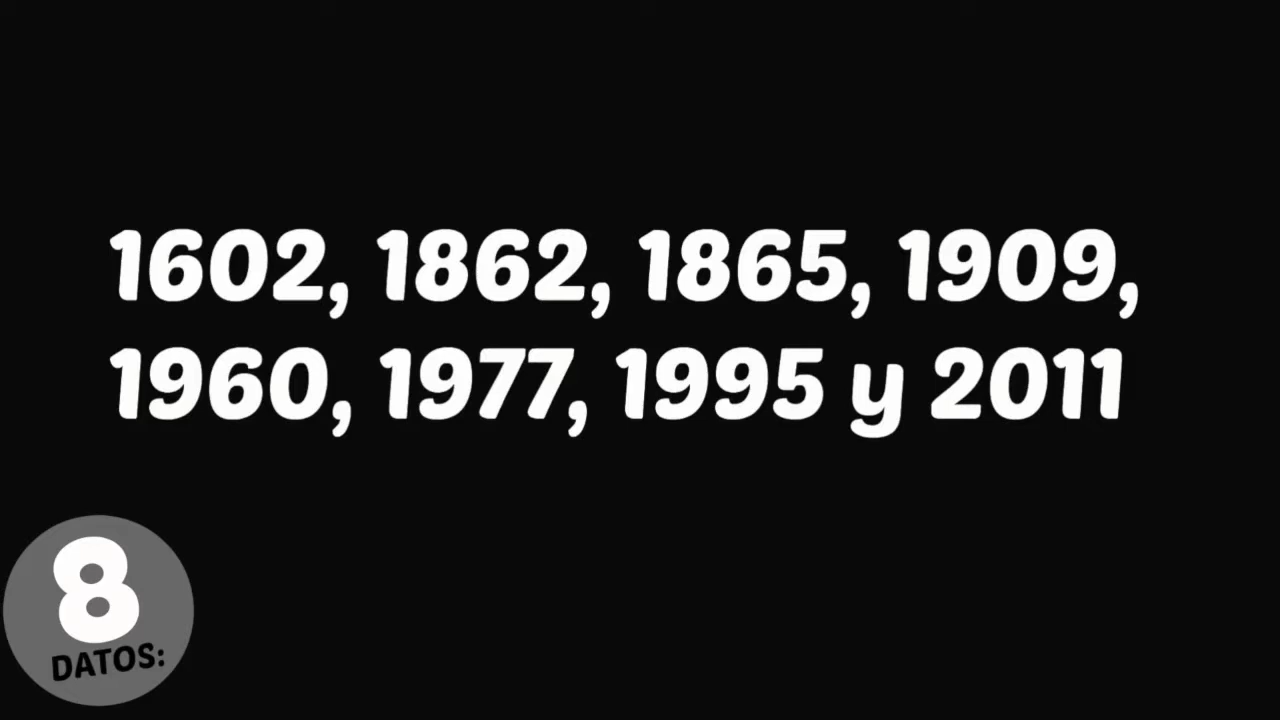 1602, 1862, 1865, 1909,
1960, 1977, 1995 y 2011
8
DATOS: